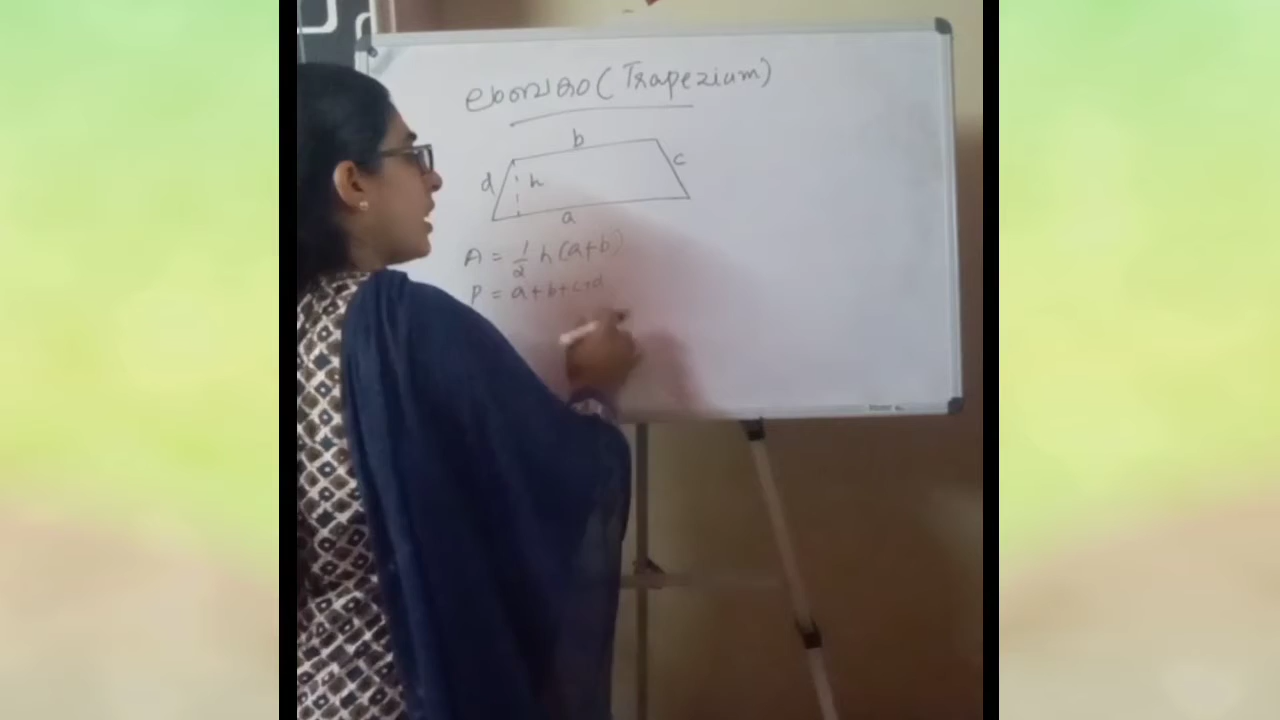 ലംബകം (Trapezium)
b
d
h
c
a
A = 1/2 h (a+b)
P = a+b+c+d